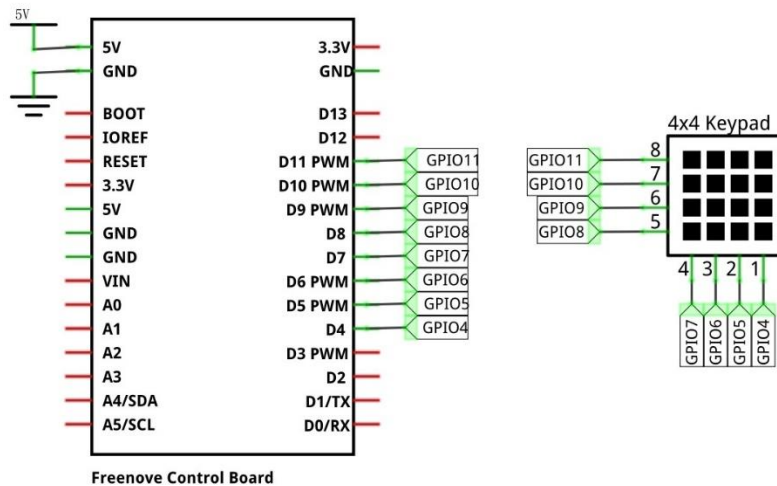 5V
5V
GND
BOOT
IOREF
RESET
3.3V
5V
GND
GND
VIN
A0
A1
A2
A3
A4/SDA
A5/SCL
3.3V
GND
D13
D12
D11 PWM
D10 PWM
D9 PWM
D8
D7
D6 PWM
D5 PWM
D4
D3 PWM
D2
D1/TX
D0/RX
GPIO11
GPIO10
GPIO9
GPIO8
GPIO7
GPIO6
GPIO5
GPIO4
Freenove Control Board
4x4 Keypad
GPIO11 8
GPIO10 7
GPIO9 6
GPIO8 5
4 3 2 1
GPIO7
GPIO6
GPIO5
GPIO4